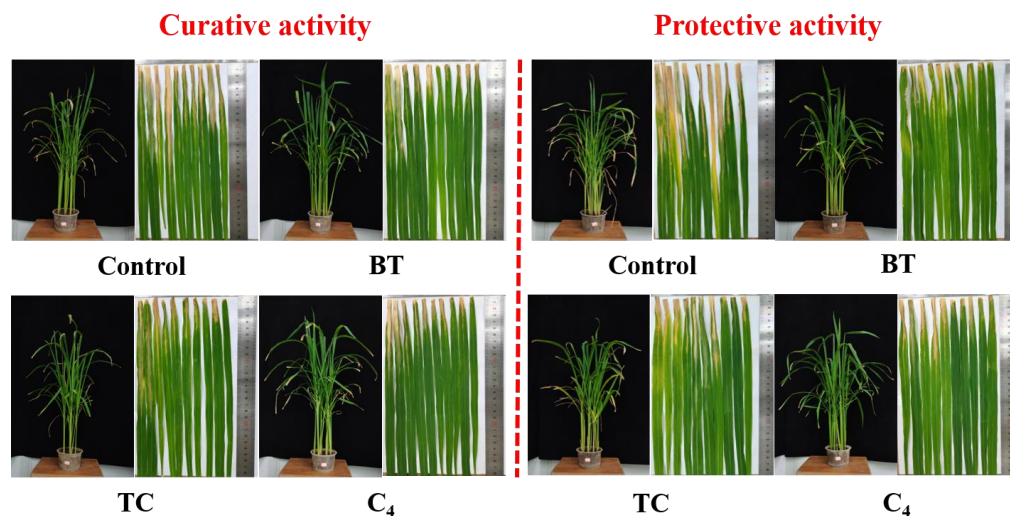 Curative activity
Protective activity
Control
BT
Control
BT
TC
C₄
TC
C₄